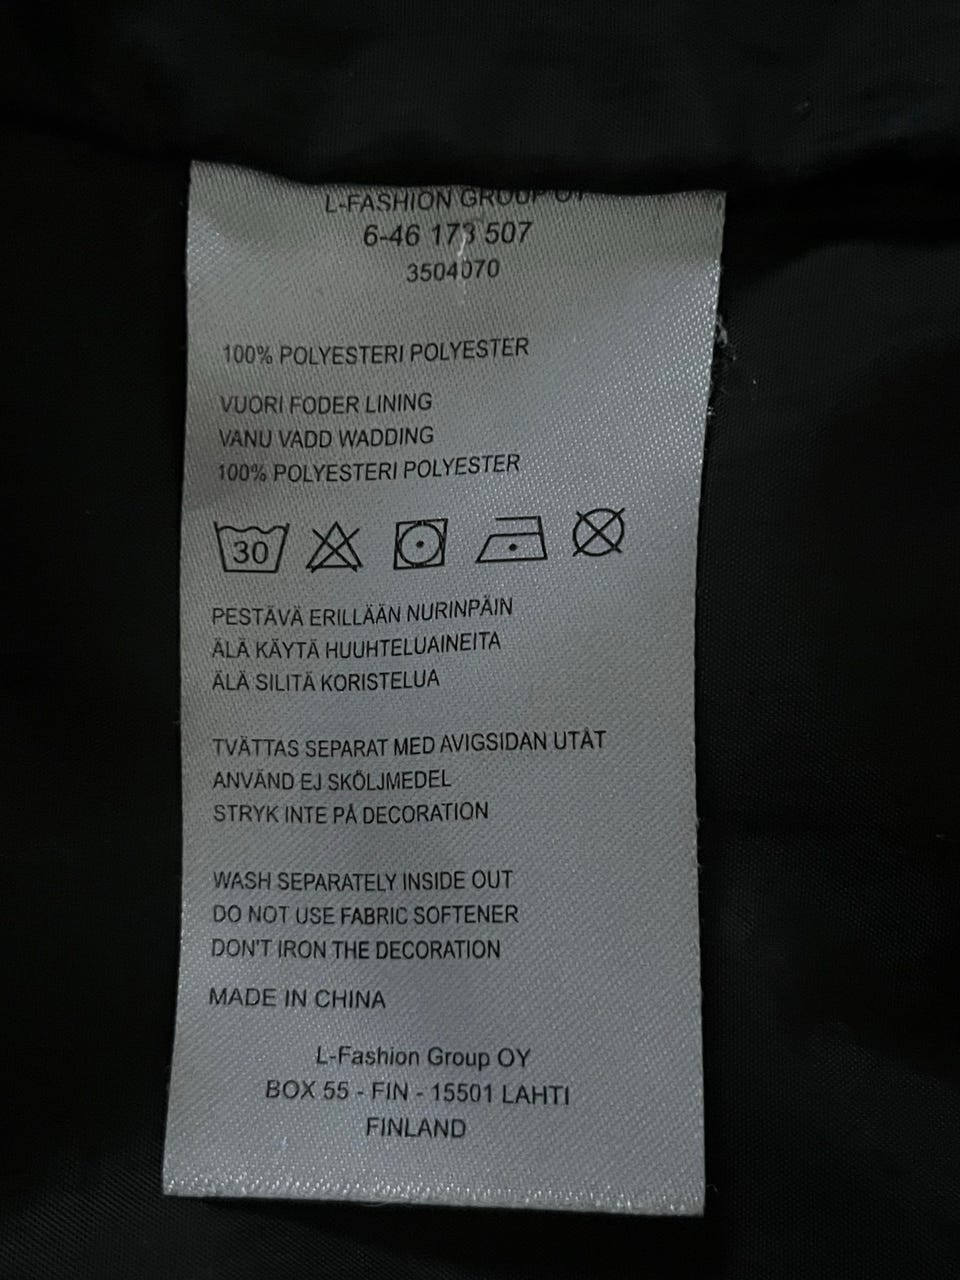 L-FASHION GROUP OY
6-46 173 507
3504070
100% POLYESTERI POLYESTER
VUORI FODER LINING
VANU VADD WADDING
100% POLYESTERI POLYESTER
30
PESTÄVÄ ERILLÄÄN NURINPÄIN
ÄLÄ KÄYTÄ HUUHTELUAINEITA
ÄLÄ SILITÄ KORISTELUA
TVÄTTAS SEPARAT MED AVIGSIDAN UTÅT
ANVÄND EJ SKÖLJMEDEL
STRYK INTE PÅ DECORATION
WASH SEPARATELY INSIDE OUT
DO NOT USE FABRIC SOFTENER
DON'T IRON THE DECORATION
MADE IN CHINA
L-Fashion Group OY
BOX 55 - FIN - 15501 LAHTI
FINLAND